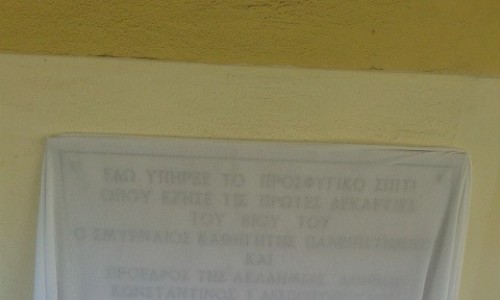 ΕΔΩ ΥΠΗΡΞΕ ΤΟ ΠΡΟΣΦΥΓΙΚΟ ΣΠΙΤΙ
ΟΠΟΥ ΕΖΗΣΕ ΤΙΣ ΠΡΩΤΕΣ ΔΕΚΑΕΤΙΕΣ
ΤΟΥ ΒΙΟΥ ΤΟΥ
Ο ΣΜΥΡΝΑΙΟΣ ΚΑΘΗΓΗΤΗΣ ΠΑΝΕΠΙΣΤΗΜΙΟΥ
ΚΑΙ
ΠΡΟΕΔΡΟΣ ΤΗΣ ΑΚΑΔΗΜΙΑΣ
ΚΩΝΣΤΑΝΤΙΝΟΣ